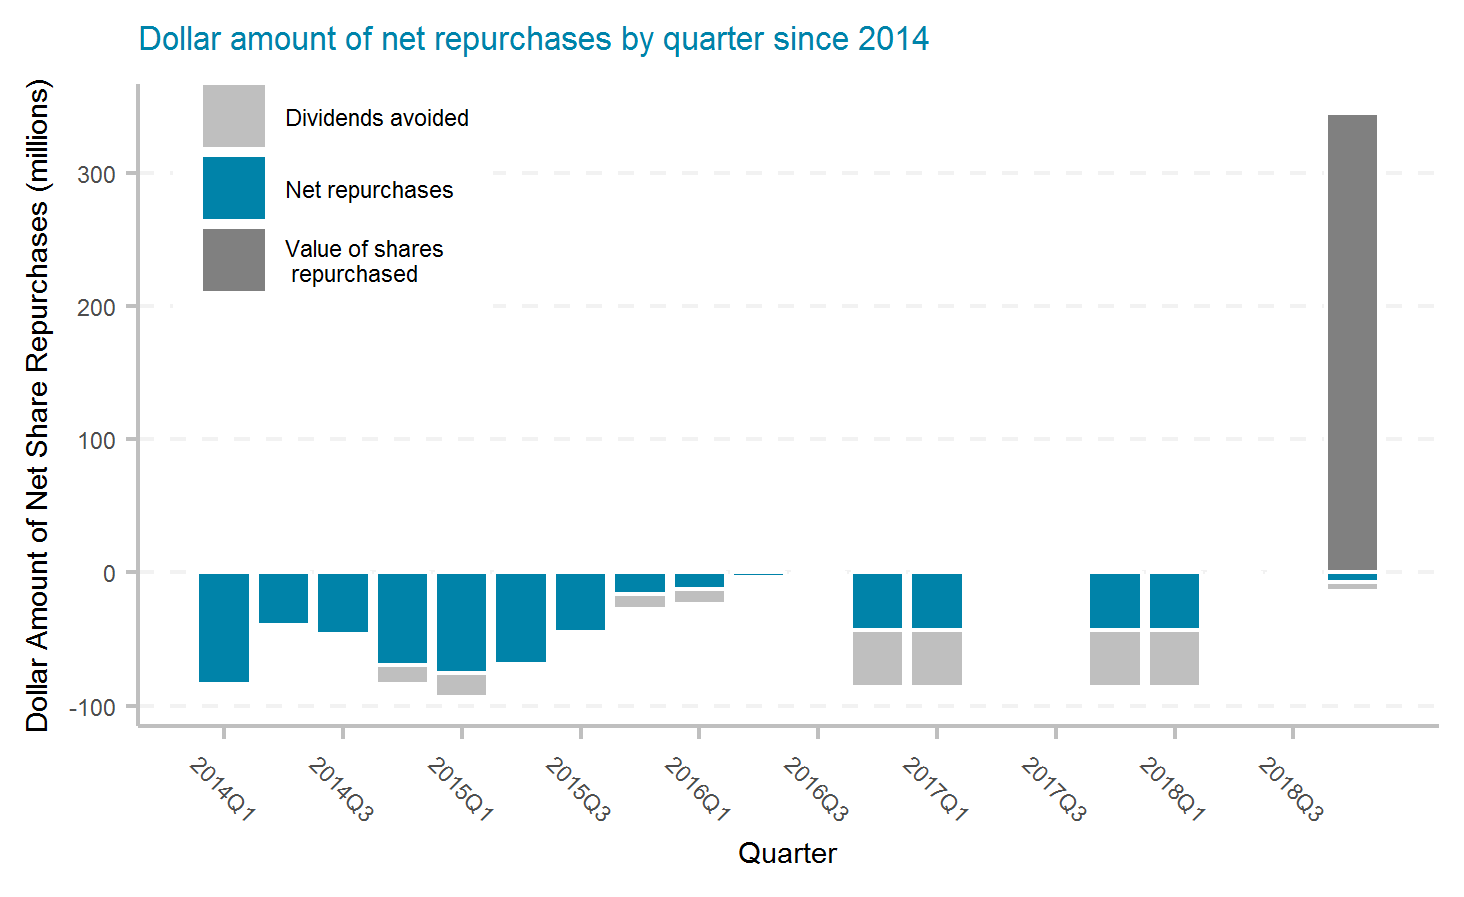 Dollar amount of net repurchases by quarter since 2014
Dollar Amount of Net Share Repurchases (millions)
Dividends avoided
Net repurchases
Value of shares
repurchased
300
200
100
0
-100
2014Q1
2014Q3
2015Q1
2015Q3
2016Q1
2016Q3
2017Q1
2017Q3
2018Q1
2018Q3
Quarter